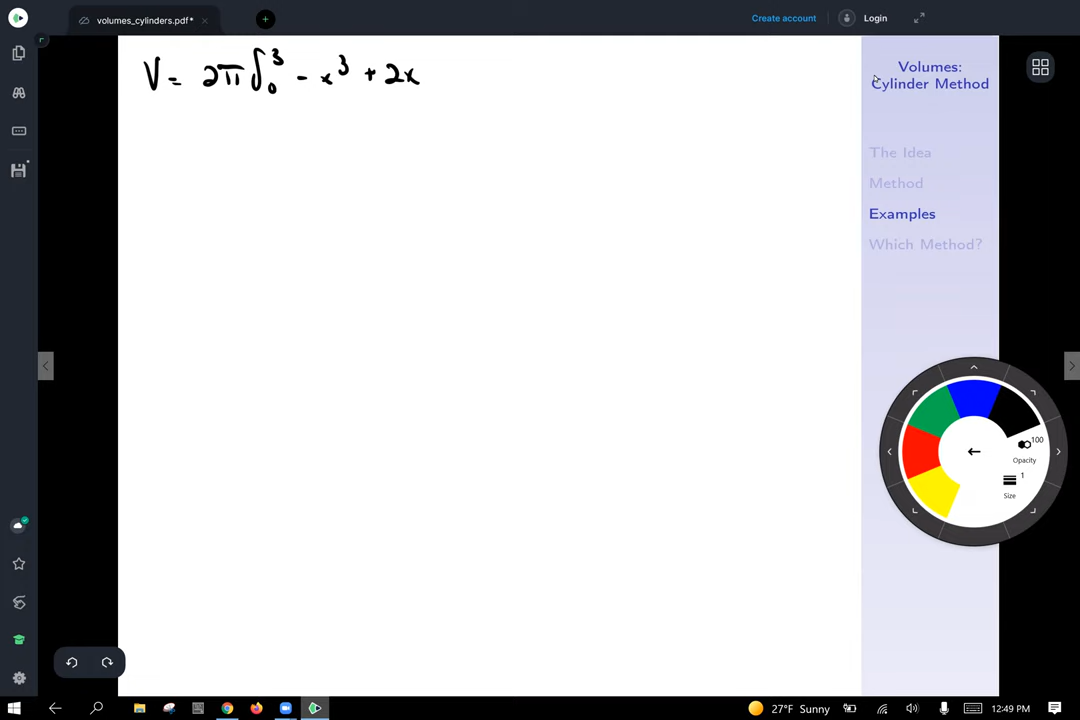 volumes_cylinders.pdf*
Create account
Login
V = 2π∫₀³ - x³ + 2x
Volumes:
Cylinder Method
The Idea
Method
Examples
Which Method?
100
Opacity
1
Size
27°F Sunny
12:49 PM